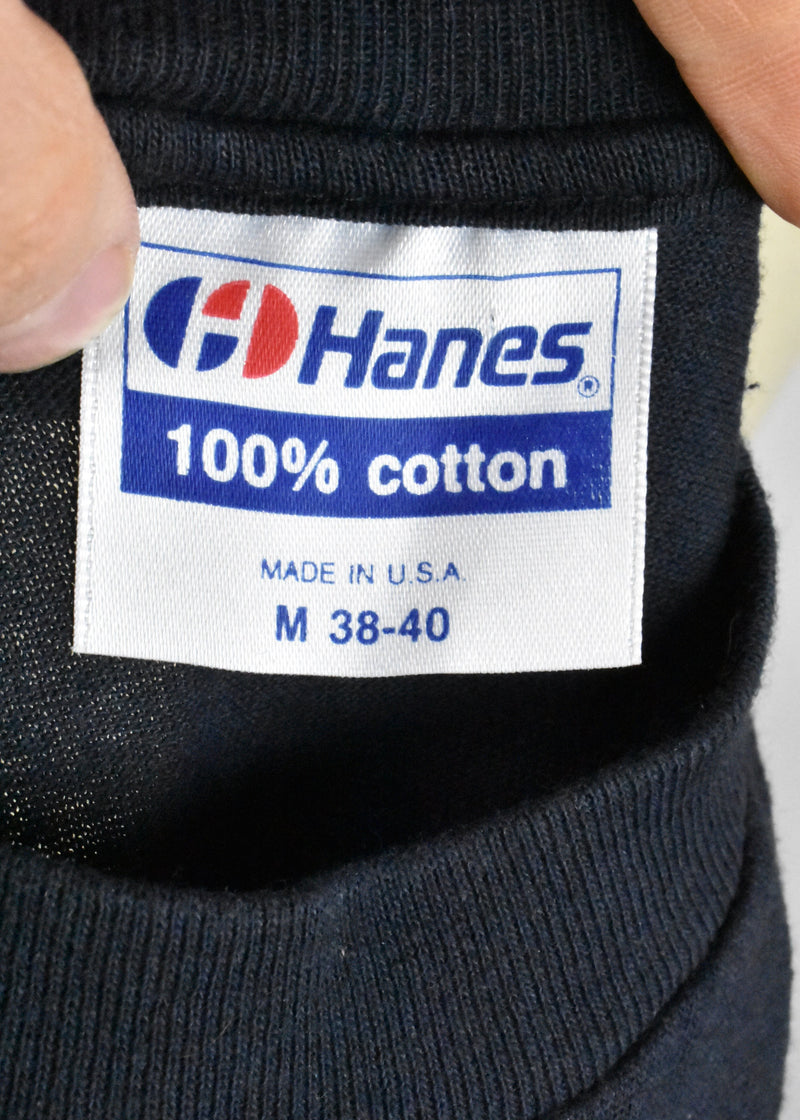 Hanes®
100% cotton
MADE IN U.S.A.
M 38-40